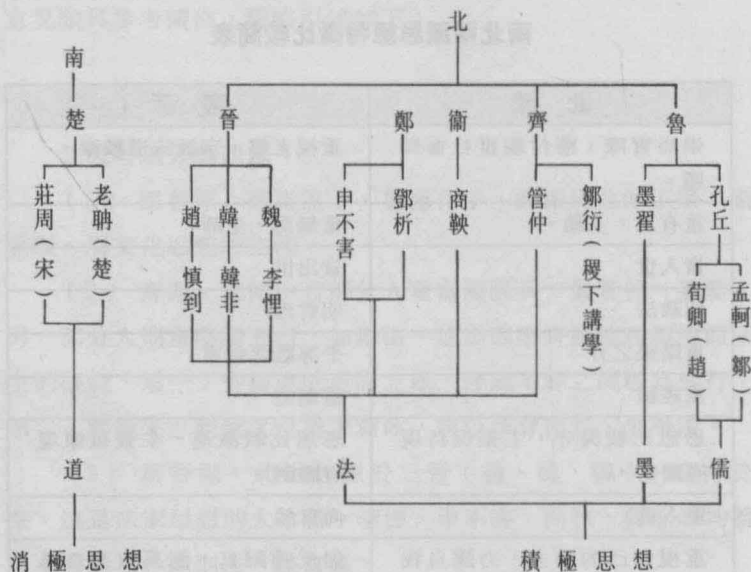 北
魯
孔丘
孟軻（鄒）
荀卿（趙）
墨翟
齊
鄒衍（稷下講學）
管仲
衞
商鞅
鄭
鄧析
申不害
晉
魏 李悝
韓 韓非
趙 慎到
儒
墨
法
積極思想
南
楚
老聃（楚）
莊周（宋）
道
消極思想